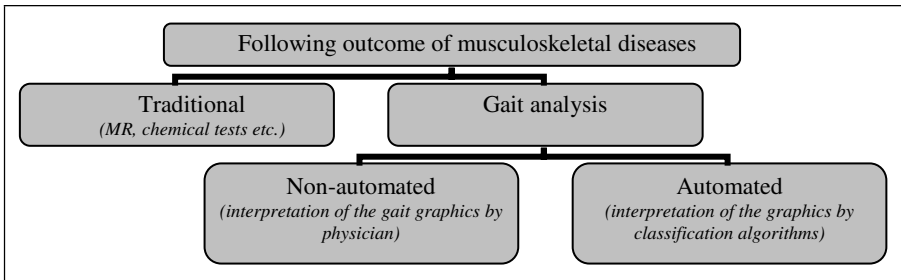 Following outcome of musculoskeletal diseases
Traditional
(MR, chemical tests etc.)
Gait analysis
Non-automated
(interpretation of the gait graphics by
physician)
Automated
(interpretation of the graphics by
classification algorithms)